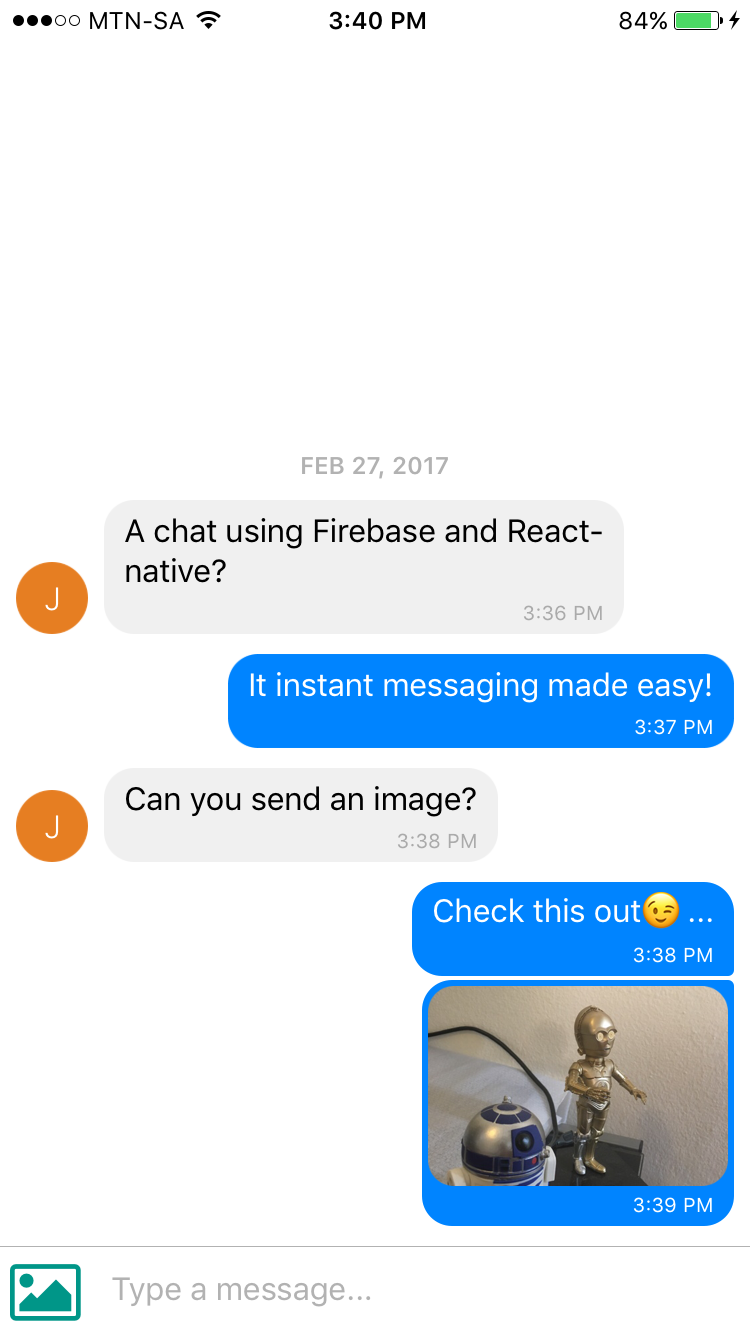 MTN-SA 3:40 PM 84%
FEB 27, 2017
A chat using Firebase and React-
native?
3:36 PM
J
It instant messaging made easy!
3:37 PM
Can you send an image?
3:38 PM
J
Check this out😉 ...
3:38 PM
3:39 PM
Type a message...